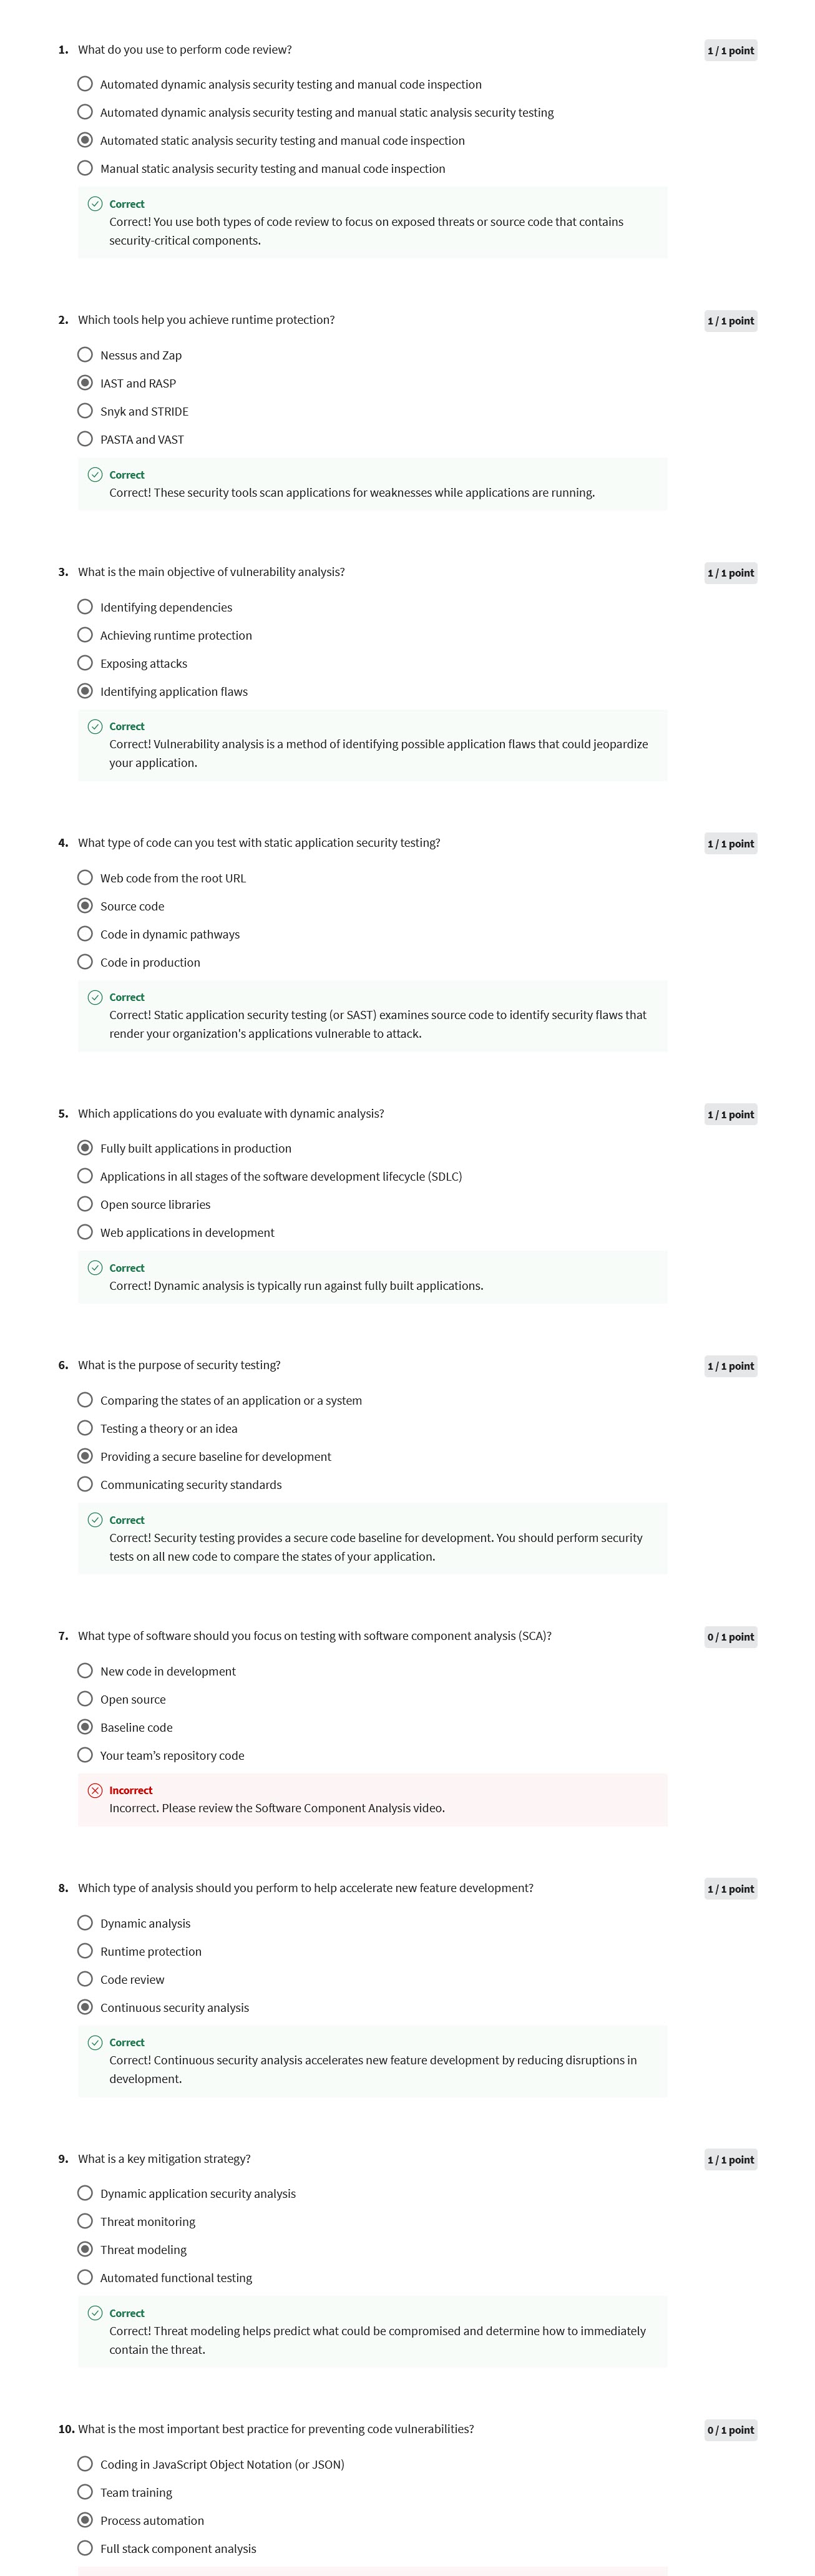 1. What do you use to perform code review?
1 / 1 point
Automated dynamic analysis security testing and manual code inspection
Automated dynamic analysis security testing and manual static analysis security testing
Automated static analysis security testing and manual code inspection
Manual static analysis security testing and manual code inspection
Correct
Correct! You use both types of code review to focus on exposed threats or source code that contains
security-critical components.
2. Which tools help you achieve runtime protection?
1 / 1 point
Nessus and Zap
IAST and RASP
Snyk and STRIDE
PASTA and VAST
Correct
Correct! These security tools scan applications for weaknesses while applications are running.
3. What is the main objective of vulnerability analysis?
1 / 1 point
Identifying dependencies
Achieving runtime protection
Exposing attacks
Identifying application flaws
Correct
Correct! Vulnerability analysis is a method of identifying possible application flaws that could jeopardize
your application.
4. What type of code can you test with static application security testing?
1 / 1 point
Web code from the root URL
Source code
Code in dynamic pathways
Code in production
Correct
Correct! Static application security testing (or SAST) examines source code to identify security flaws that
render your organization's applications vulnerable to attack.
5. Which applications do you evaluate with dynamic analysis?
1 / 1 point
Fully built applications in production
Applications in all stages of the software development lifecycle (SDLC)
Open source libraries
Web applications in development
Correct
Correct! Dynamic analysis is typically run against fully built applications.
6. What is the purpose of security testing?
1 / 1 point
Comparing the states of an application or a system
Testing a theory or an idea
Providing a secure baseline for development
Communicating security standards
Correct
Correct! Security testing provides a secure code baseline for development. You should perform security
tests on all new code to compare the states of your application.
7. What type of software should you focus on testing with software component analysis (SCA)?
0 / 1 point
New code in development
Open source
Baseline code
Your team’s repository code
Incorrect
Incorrect. Please review the Software Component Analysis video.
8. Which type of analysis should you perform to help accelerate new feature development?
1 / 1 point
Dynamic analysis
Runtime protection
Code review
Continuous security analysis
Correct
Correct! Continuous security analysis accelerates new feature development by reducing disruptions in
development.
9. What is a key mitigation strategy?
1 / 1 point
Dynamic application security analysis
Threat monitoring
Threat modeling
Automated functional testing
Correct
Correct! Threat modeling helps predict what could be compromised and determine how to immediately
contain the threat.
10. What is the most important best practice for preventing code vulnerabilities?
0 / 1 point
Coding in JavaScript Object Notation (or JSON)
Team training
Process automation
Full stack component analysis